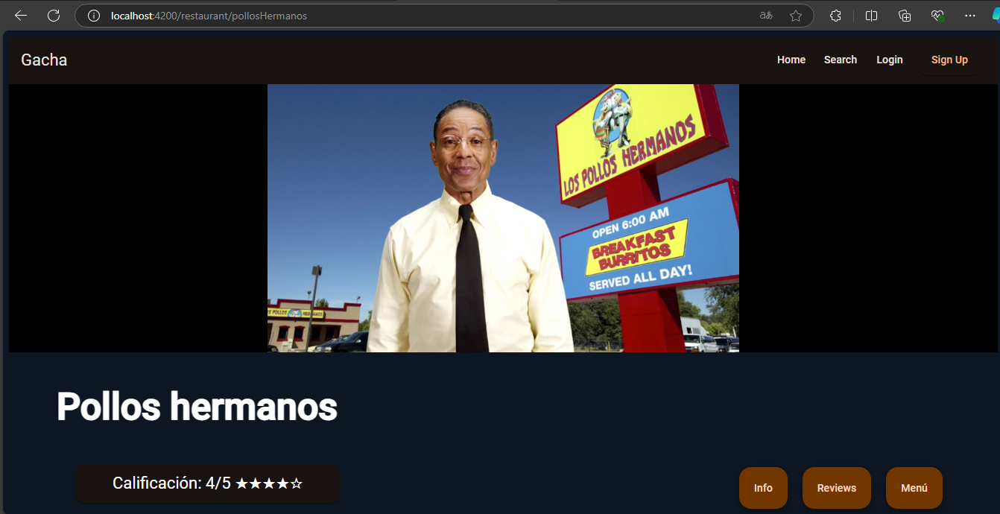 localhost:4200/restaurant/pollosHermanos
Gacha
Home Search Login Sign Up
LOS POLLOS HERMANOS
OPEN 6:00 AM
BREAKFAST
BURRITOS
SERVED ALL DAY!
POLLOS HERMANOS
Pollos hermanos
Calificación: 4/5 ★★★★☆
Info Reviews Menú